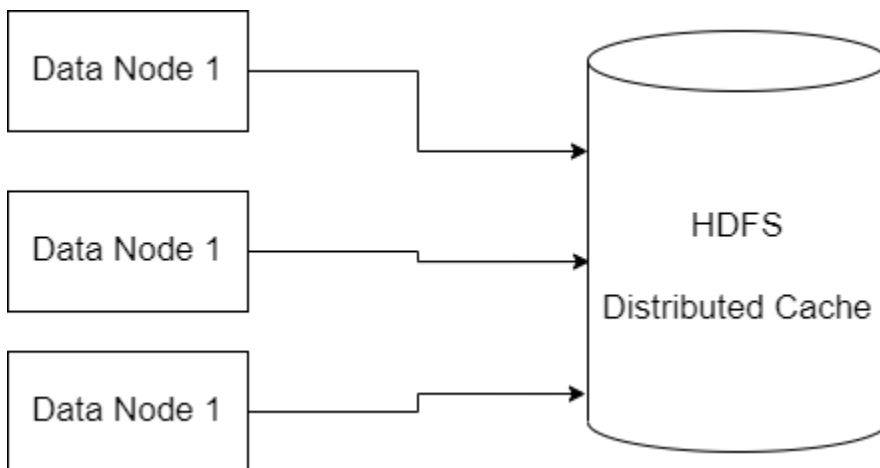 Data Node 1
Data Node 1
Data Node 1
HDFS
Distributed Cache